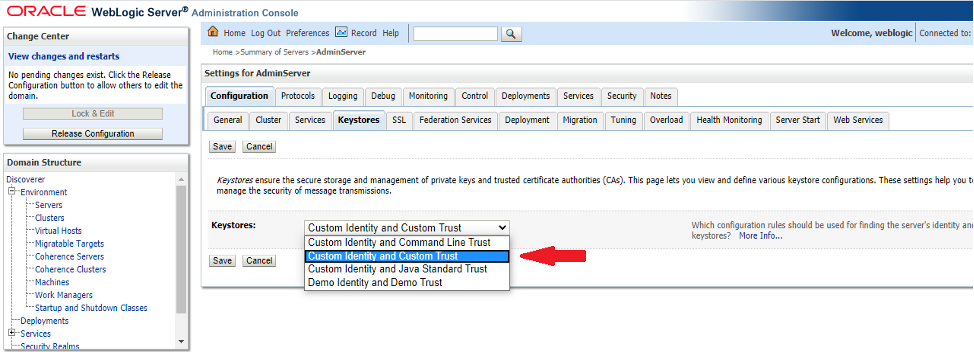 ORACLE WebLogic Server® Administration Console
Change Center
View changes and restarts
No pending changes exist. Click the Release
Configuration button to allow others to edit the
domain.
Lock & Edit
Release Configuration
Domain Structure
Discoverer
Environment
Servers
Clusters
Virtual Hosts
Migratable Targets
Coherence Servers
Coherence Clusters
Machines
Work Managers
Startup and Shutdown Classes
Deployments
Services
Security Realms
Home Log Out Preferences Record Help
Welcome, weblogic Connected to:
Home >Summary of Servers >AdminServer
Settings for AdminServer
Configuration Protocols Logging Debug Monitoring Control Deployments Services Security Notes
General Cluster Services Keystores SSL Federation Services Deployment Migration Tuning Overload Health Monitoring Server Start Web Services
Save Cancel
Keystores ensure the secure storage and management of private keys and trusted certificate authorities (CAs). This page lets you view and define various keystore configurations. These settings help you to
manage the security of message transmissions.
Keystores:
Custom Identity and Custom Trust
Custom Identity and Command Line Trust
Custom Identity and Custom Trust
Custom Identity and Java Standard Trust
Demo Identity and Demo Trust
Which configuration rules should be used for finding the server's identity and
keystores? More Info...
Save Cancel